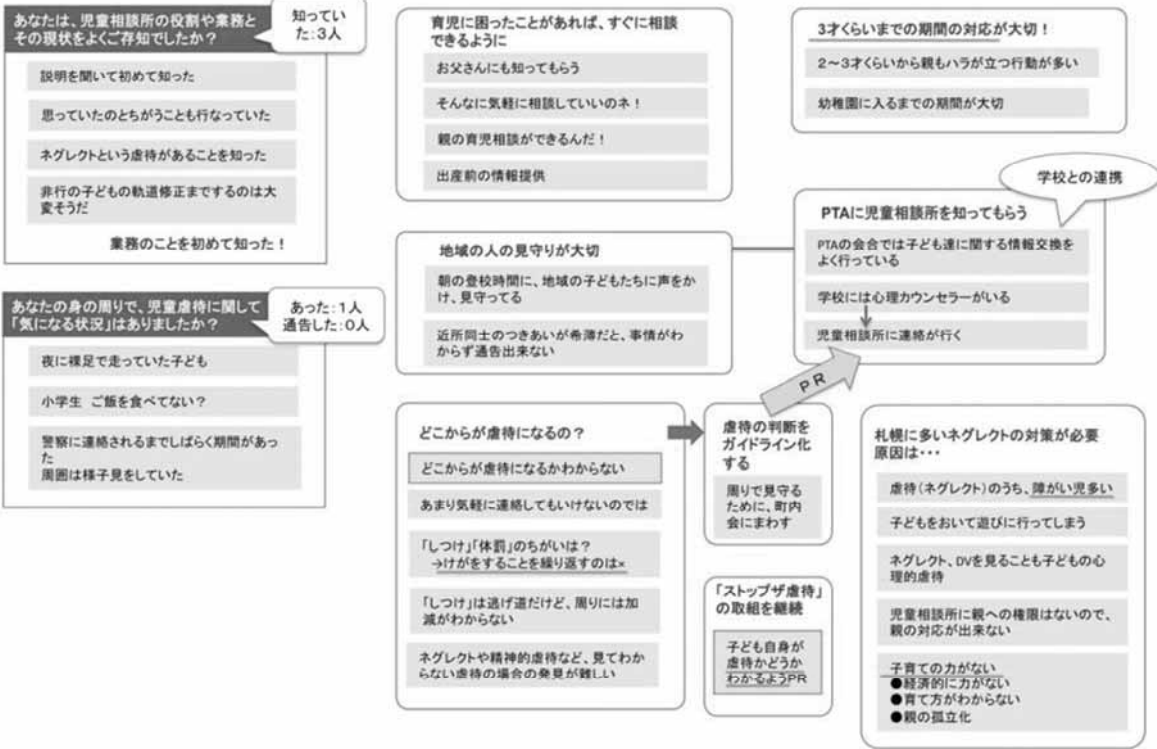 あなたは、児童相談所の役割や業務と
その現状をよくご存知でしたか？
知ってい
た：3人
説明を聞いて初めて知った
思っていたのとちがうことも行なっていた
ネグレクトという虐待があることを知った
非行の子どもの軌道修正までするのは大
変そうだ
業務のことを初めて知った！
あなたの身の周りで、児童虐待に関して
「気になる状況」はありましたか？
あった：1人
通告した：0人
夜に裸足で走っていた子ども
小学生　ご飯を食べてない？
警察に連絡されるまでしばらく期間があっ
た
周囲は様子見をしていた
育児に困ったことがあれば、すぐに相談
できるように
お父さんにも知ってもらう
そんなに気軽に相談していいのネ！
親の育児相談ができるんだ！
出産前の情報提供
地域の人の見守りが大切
朝の登校時間に、地域の子どもたちに声をか
け、見守ってる
近所同士のつきあいが希薄だと、事情がわ
からず通告出来ない
どこからが虐待になるの？
どこからが虐待になるかわからない
あまり気軽に連絡してもいけないのでは
「しつけ」「体罰」のちがいは？
→けがをすることを繰り返すのは×
「しつけ」は逃げ道だけど、周りには加
減がわからない
ネグレクトや精神的虐待など、見てわか
らない虐待の場合の発見が難しい
虐待の判断を
ガイドライン化
する
周りで見守る
ために、町内
会にまわす
PR
「ストップザ虐待」
の取組を継続
子ども自身が
虐待かどうか
わかるようPR
3才くらいまでの期間の対応が大切！
2～3才くらいから親もハラが立つ行動が多い
幼稚園に入るまでの期間が大切
学校との連携
PTAに児童相談所を知ってもらう
PTAの会合では子ども達に関する情報交換を
よく行っている
学校には心理カウンセラーがいる
児童相談所に連絡が行く
札幌に多いネグレクトの対策が必要
原因は・・・
虐待（ネグレクト）のうち、障がい児多い
子どもをおいて遊びに行ってしまう
ネグレクト、DVを見ることも子どもの心
理的虐待
児童相談所に親への権限はないので、
親の対応が出来ない
子育ての力がない
●経済的に力がない
●育て方がわからない
●親の孤立化